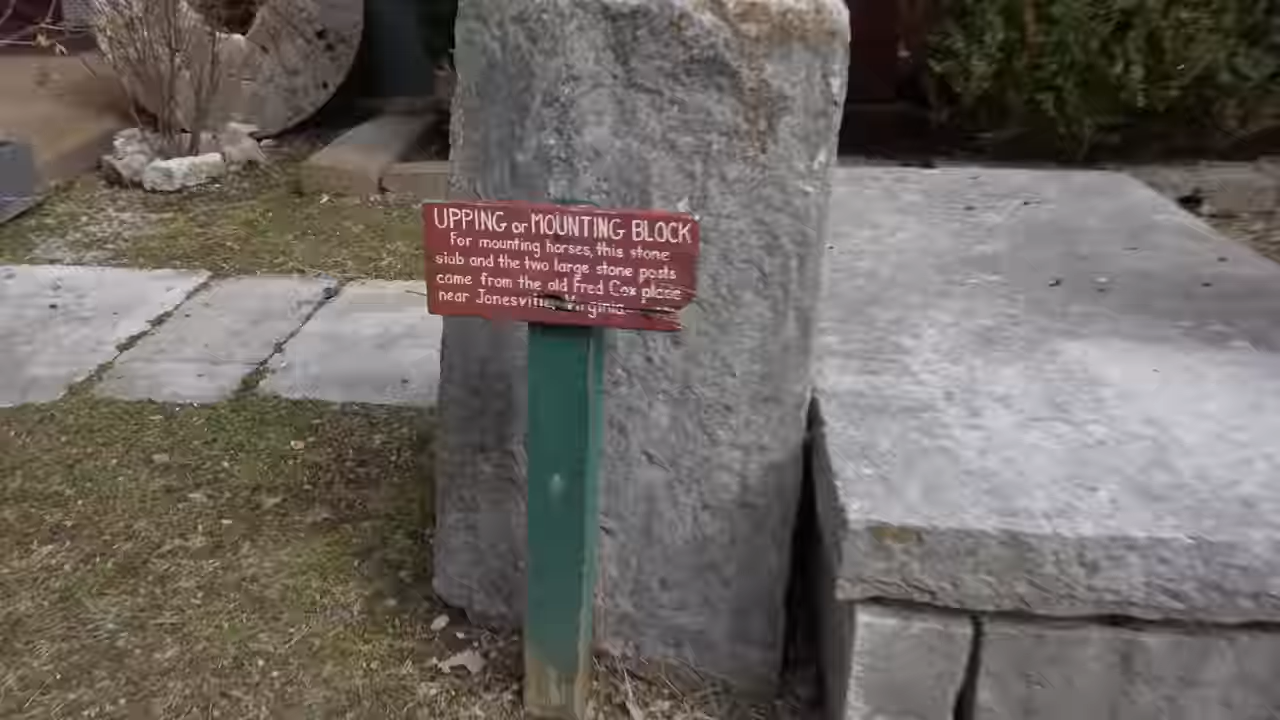 UPPING or MOUNTING BLOCK
For mounting horses, this stone
slab and the two large stone posts
came from the old Fred Cox place
near Jonesville, Virginia